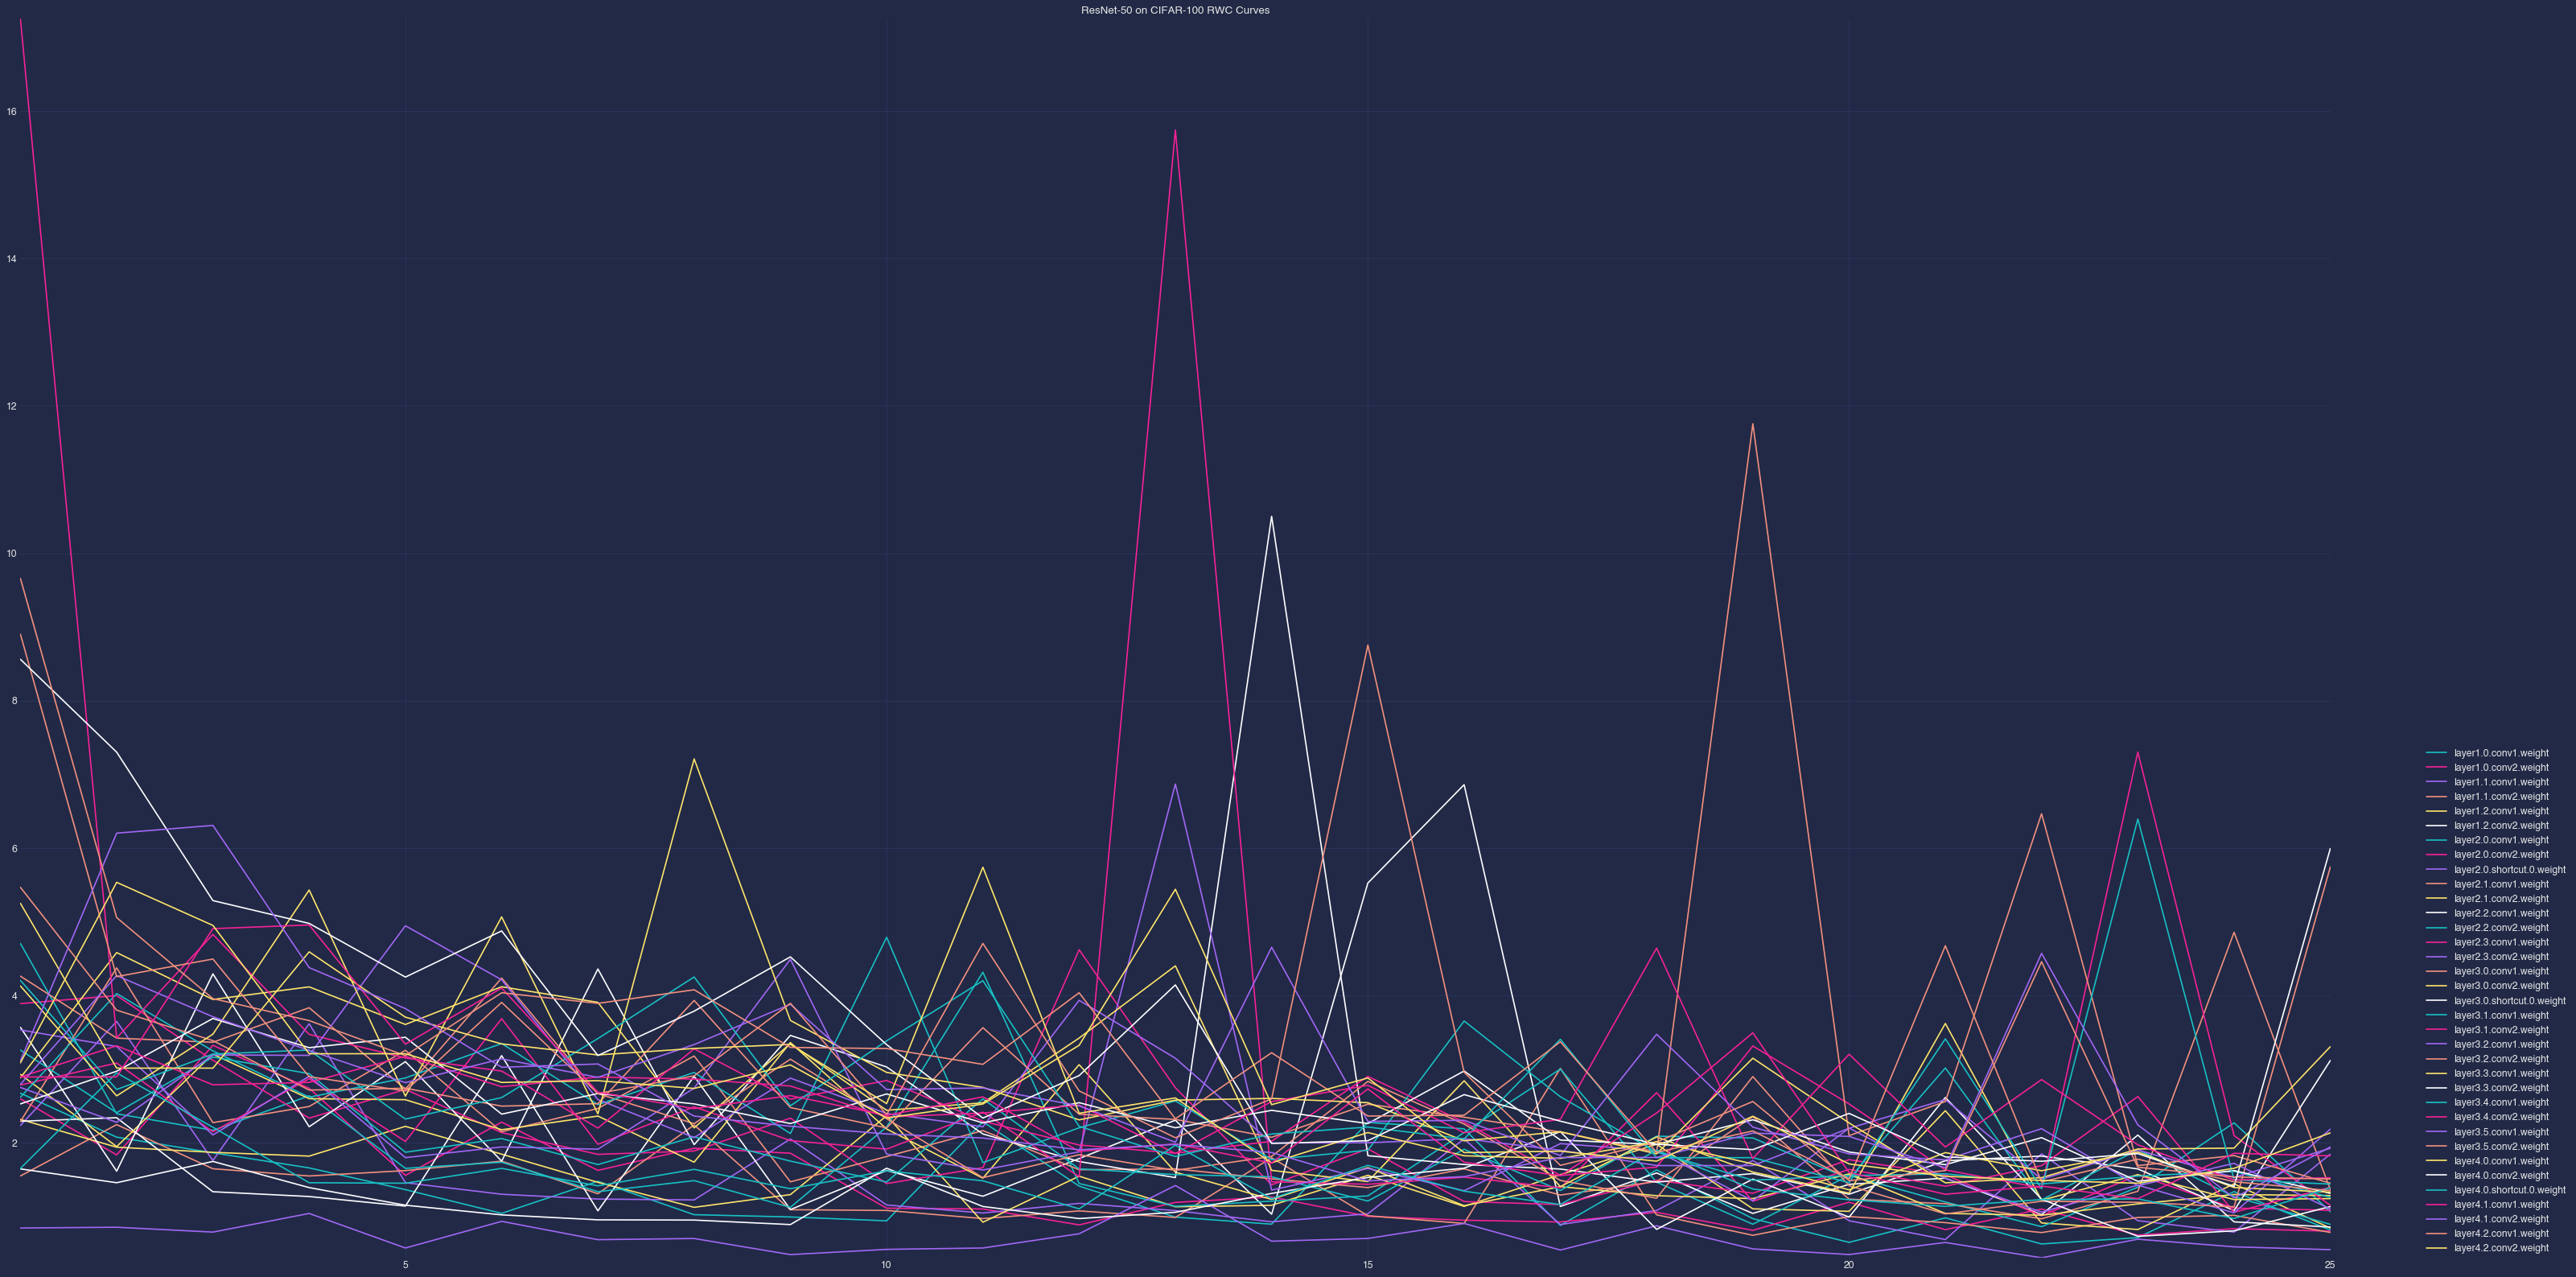 ResNet-50 on CIFAR-100 RWC Curves
16
14
12
10
8
6
4
2
5
10
15
20
25
layer1.0.conv1.weight
layer1.0.conv2.weight
layer1.1.conv1.weight
layer1.1.conv2.weight
layer1.2.conv1.weight
layer1.2.conv2.weight
layer2.0.conv1.weight
layer2.0.conv2.weight
layer2.0.shortcut.0.weight
layer2.1.conv1.weight
layer2.1.conv2.weight
layer2.2.conv1.weight
layer2.2.conv2.weight
layer2.3.conv1.weight
layer2.3.conv2.weight
layer3.0.conv1.weight
layer3.0.conv2.weight
layer3.0.shortcut.0.weight
layer3.1.conv1.weight
layer3.1.conv2.weight
layer3.2.conv1.weight
layer3.2.conv2.weight
layer3.3.conv1.weight
layer3.3.conv2.weight
layer3.4.conv1.weight
layer3.4.conv2.weight
layer3.5.conv1.weight
layer3.5.conv2.weight
layer4.0.conv1.weight
layer4.0.conv2.weight
layer4.0.shortcut.0.weight
layer4.1.conv1.weight
layer4.1.conv2.weight
layer4.2.conv1.weight
layer4.2.conv2.weight